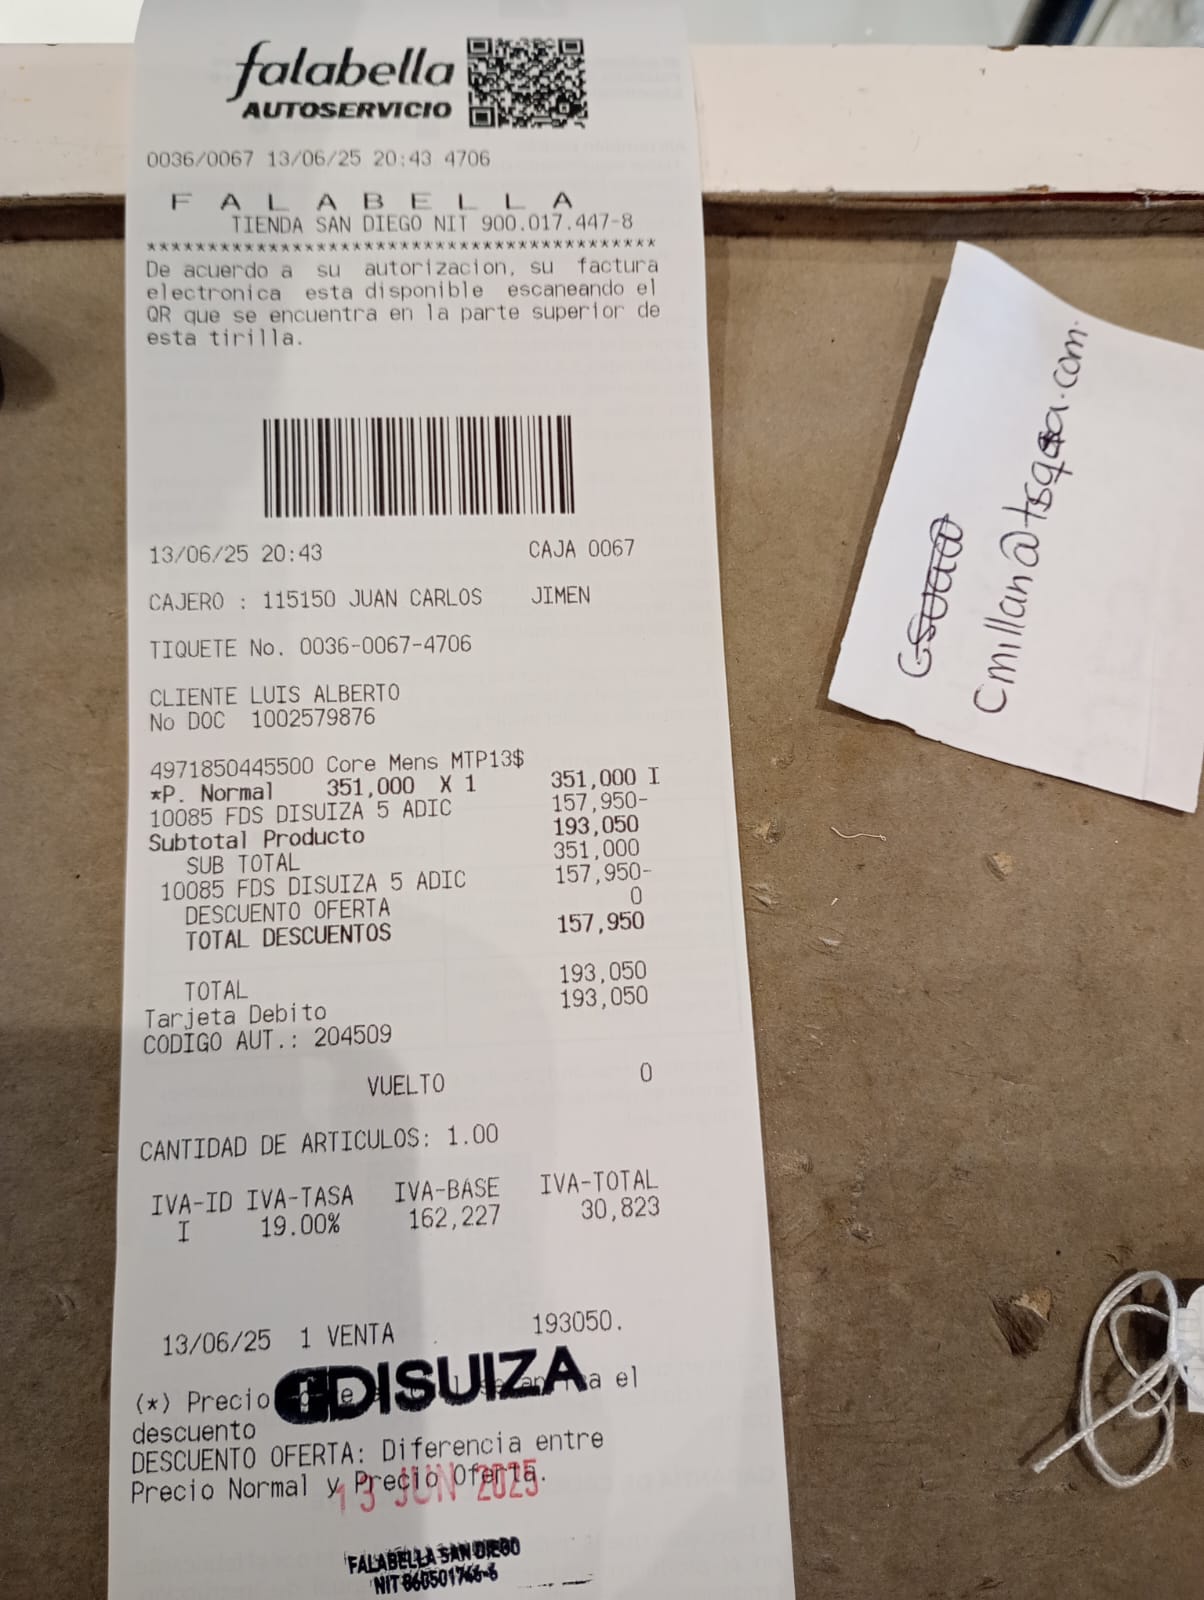 falabella
AUTOSERVICIO
0036/0067 13/06/25 20:43 4706
F A L A B E L L A
TIENDA SAN DIEGO NIT 900.017.447-8
******************************************
De acuerdo a su autorizacion, su factura
electronica esta disponible escaneando el
QR que se encuentra en la parte superior de
esta tirilla.
13/06/25 20:43 CAJA 0067
CAJERO : 115150 JUAN CARLOS JIMEN
TIQUETE No. 0036-0067-4706
CLIENTE LUIS ALBERTO
No DOC 1002579876
4971850445500 Core Mens MTP13$
*P. Normal 351,000 X 1 351,000 I
10085 FDS DISUIZA 5 ADIC 157,950-
Subtotal Producto 193,050
SUB TOTAL 351,000
10085 FDS DISUIZA 5 ADIC 157,950-
DESCUENTO OFERTA 0
TOTAL DESCUENTOS 157,950
TOTAL 193,050
Tarjeta Debito 193,050
CODIGO AUT.: 204509
VUELTO 0
CANTIDAD DE ARTICULOS: 1.00
IVA-ID IVA-TASA IVA-BASE IVA-TOTAL
I 19.00% 162,227 30,823
13/06/25 1 VENTA 193050.
DISUIZA
(*) Precio el
descuento
DESCUENTO OFERTA: Diferencia entre
Precio Normal y Precio Oferta.
13 JUN 2025
FALABELLA SAN DIEGO
NIT 860501766-6